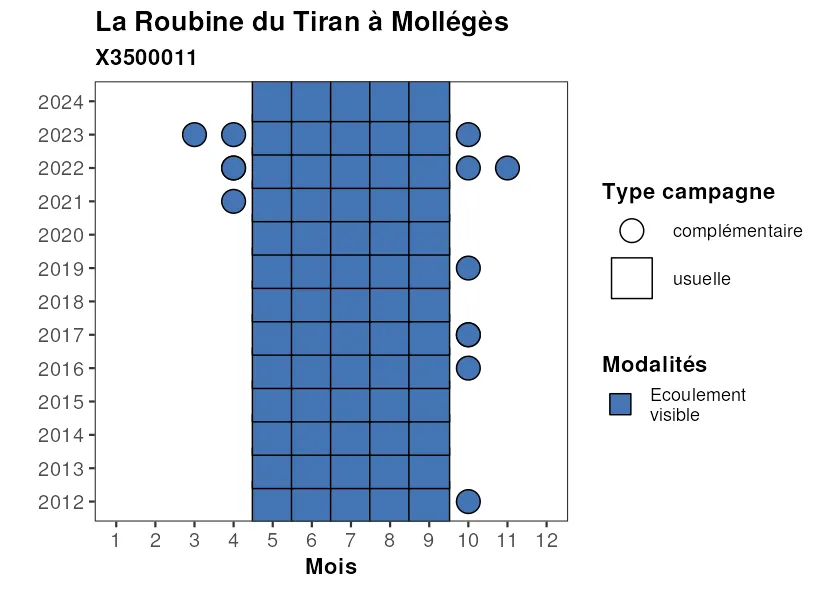 La Roubine du Tiran à Mollégès
X3500011
2024
2023
2022
2021
2020
2019
2018
2017
2016
2015
2014
2013
2012
1 2 3 4 5 6 7 8 9 10 11 12
Mois
Type campagne
complémentaire
usuelle
Modalités
Ecoulement
visible